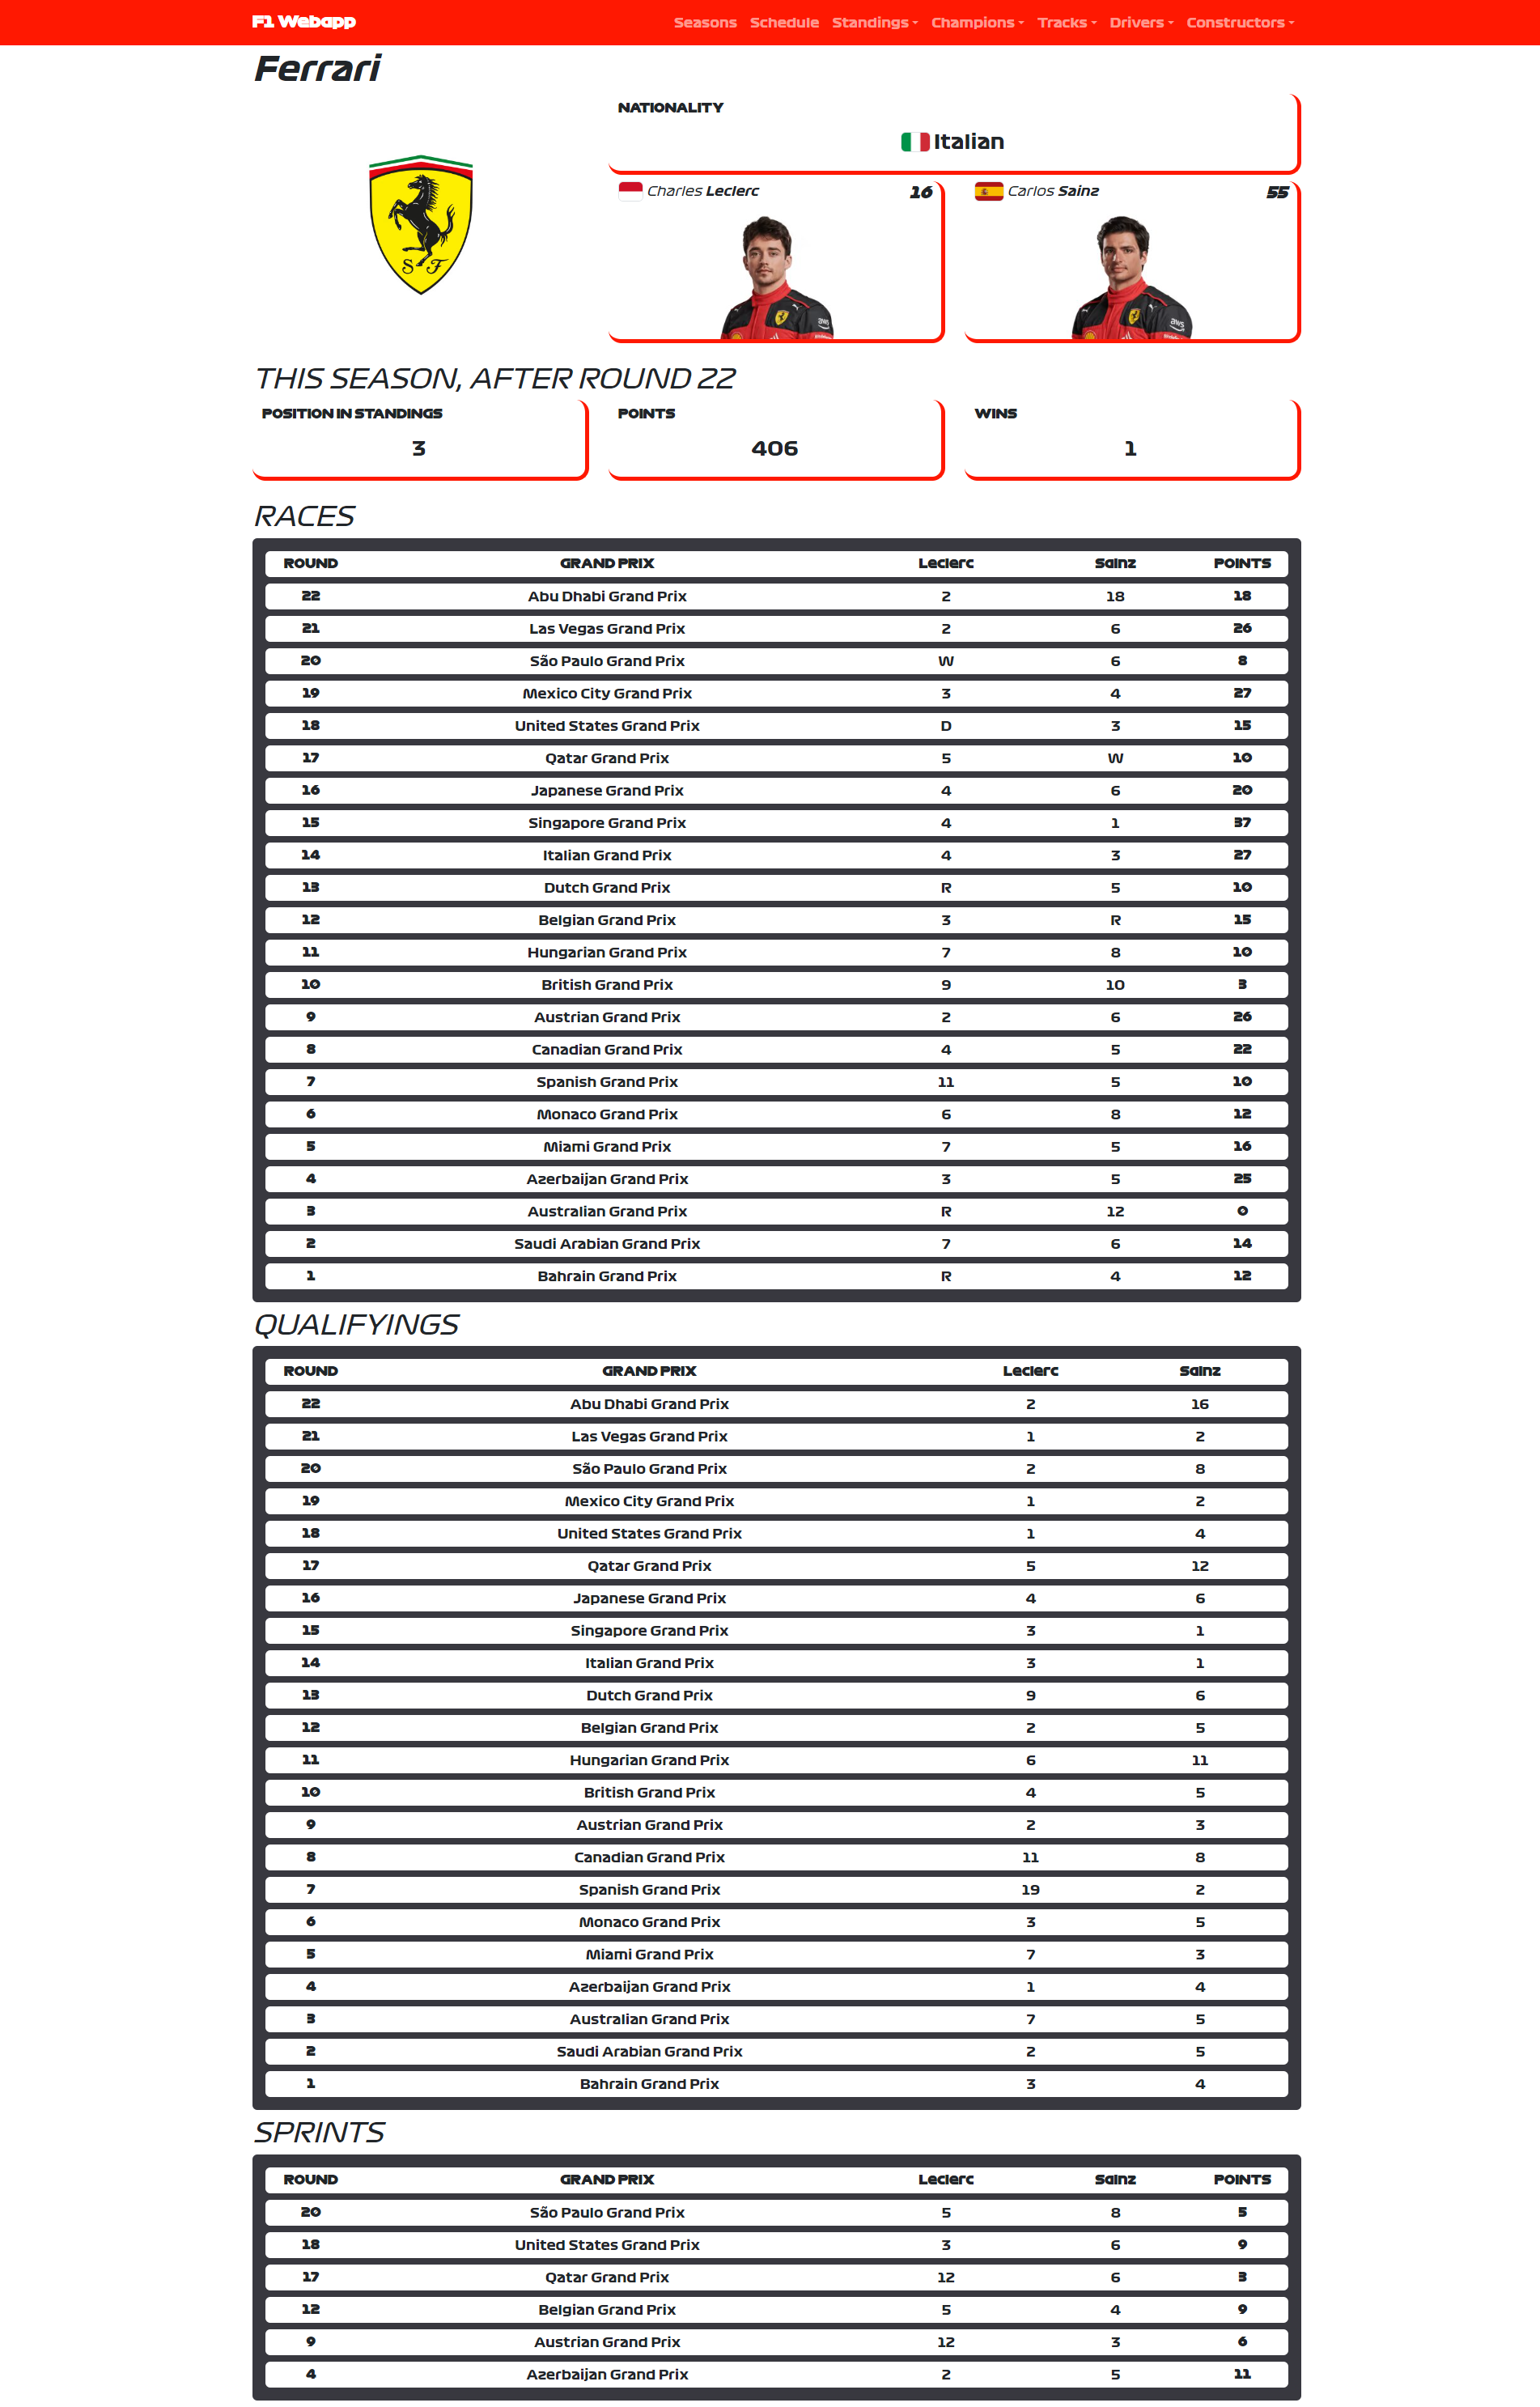 F1 Webapp Seasons Schedule Standings Champions Tracks Drivers Constructors
Ferrari
NATIONALITY
Italian
S F
Charles Leclerc 16
Carlos Sainz 55
aws
aws
THIS SEASON, AFTER ROUND 22
POSITION IN STANDINGS
3
POINTS
406
WINS
1
RACES
ROUND GRAND PRIX Leclerc Sainz POINTS
22 Abu Dhabi Grand Prix 2 18 18
21 Las Vegas Grand Prix 2 6 26
20 São Paulo Grand Prix W 6 8
19 Mexico City Grand Prix 3 4 27
18 United States Grand Prix D 3 15
17 Qatar Grand Prix 5 W 10
16 Japanese Grand Prix 4 6 20
15 Singapore Grand Prix 4 1 37
14 Italian Grand Prix 4 3 27
13 Dutch Grand Prix R 5 10
12 Belgian Grand Prix 3 R 15
11 Hungarian Grand Prix 7 8 10
10 British Grand Prix 9 10 3
9 Austrian Grand Prix 2 6 26
8 Canadian Grand Prix 4 5 22
7 Spanish Grand Prix 11 5 10
6 Monaco Grand Prix 6 8 12
5 Miami Grand Prix 7 5 16
4 Azerbaijan Grand Prix 3 5 25
3 Australian Grand Prix R 12 0
2 Saudi Arabian Grand Prix 7 6 14
1 Bahrain Grand Prix R 4 12
QUALIFYINGS
ROUND GRAND PRIX Leclerc Sainz
22 Abu Dhabi Grand Prix 2 16
21 Las Vegas Grand Prix 1 2
20 São Paulo Grand Prix 2 8
19 Mexico City Grand Prix 1 2
18 United States Grand Prix 1 4
17 Qatar Grand Prix 5 12
16 Japanese Grand Prix 4 6
15 Singapore Grand Prix 3 1
14 Italian Grand Prix 3 1
13 Dutch Grand Prix 9 6
12 Belgian Grand Prix 2 5
11 Hungarian Grand Prix 6 11
10 British Grand Prix 4 5
9 Austrian Grand Prix 2 3
8 Canadian Grand Prix 11 8
7 Spanish Grand Prix 19 2
6 Monaco Grand Prix 3 5
5 Miami Grand Prix 7 3
4 Azerbaijan Grand Prix 1 4
3 Australian Grand Prix 7 5
2 Saudi Arabian Grand Prix 2 5
1 Bahrain Grand Prix 3 4
SPRINTS
ROUND GRAND PRIX Leclerc Sainz POINTS
20 São Paulo Grand Prix 5 8 5
18 United States Grand Prix 3 6 9
17 Qatar Grand Prix 12 6 3
12 Belgian Grand Prix 5 4 9
9 Austrian Grand Prix 12 3 6
4 Azerbaijan Grand Prix 2 5 11